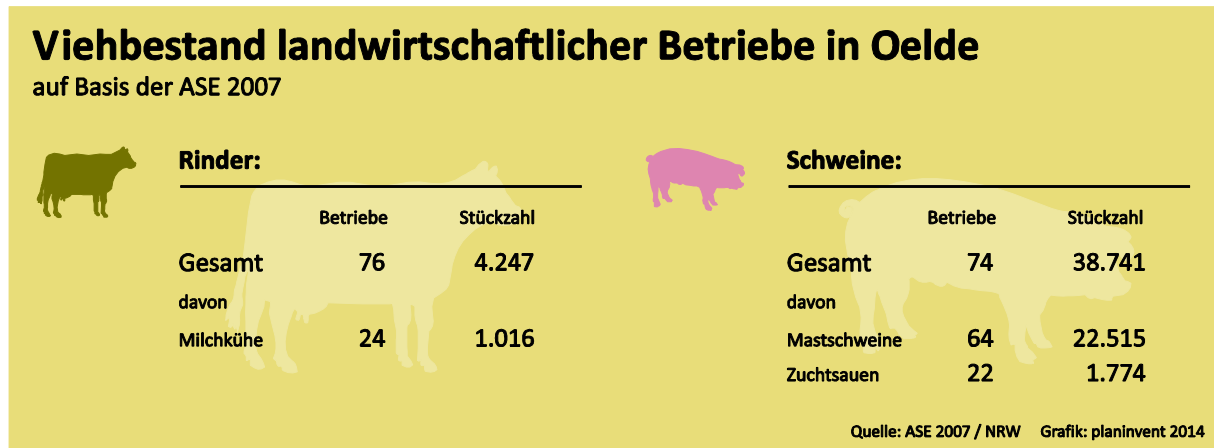 Viehbestand landwirtschaftlicher Betriebe in Oelde
auf Basis der ASE 2007
Rinder:
Betriebe Stückzahl
Gesamt 76 4.247
davon
Milchkühe 24 1.016
Schweine:
Betriebe Stückzahl
Gesamt 74 38.741
davon
Mastschweine 64 22.515
Zuchtsauen 22 1.774
Quelle: ASE 2007 / NRW Grafik: planinvent 2014